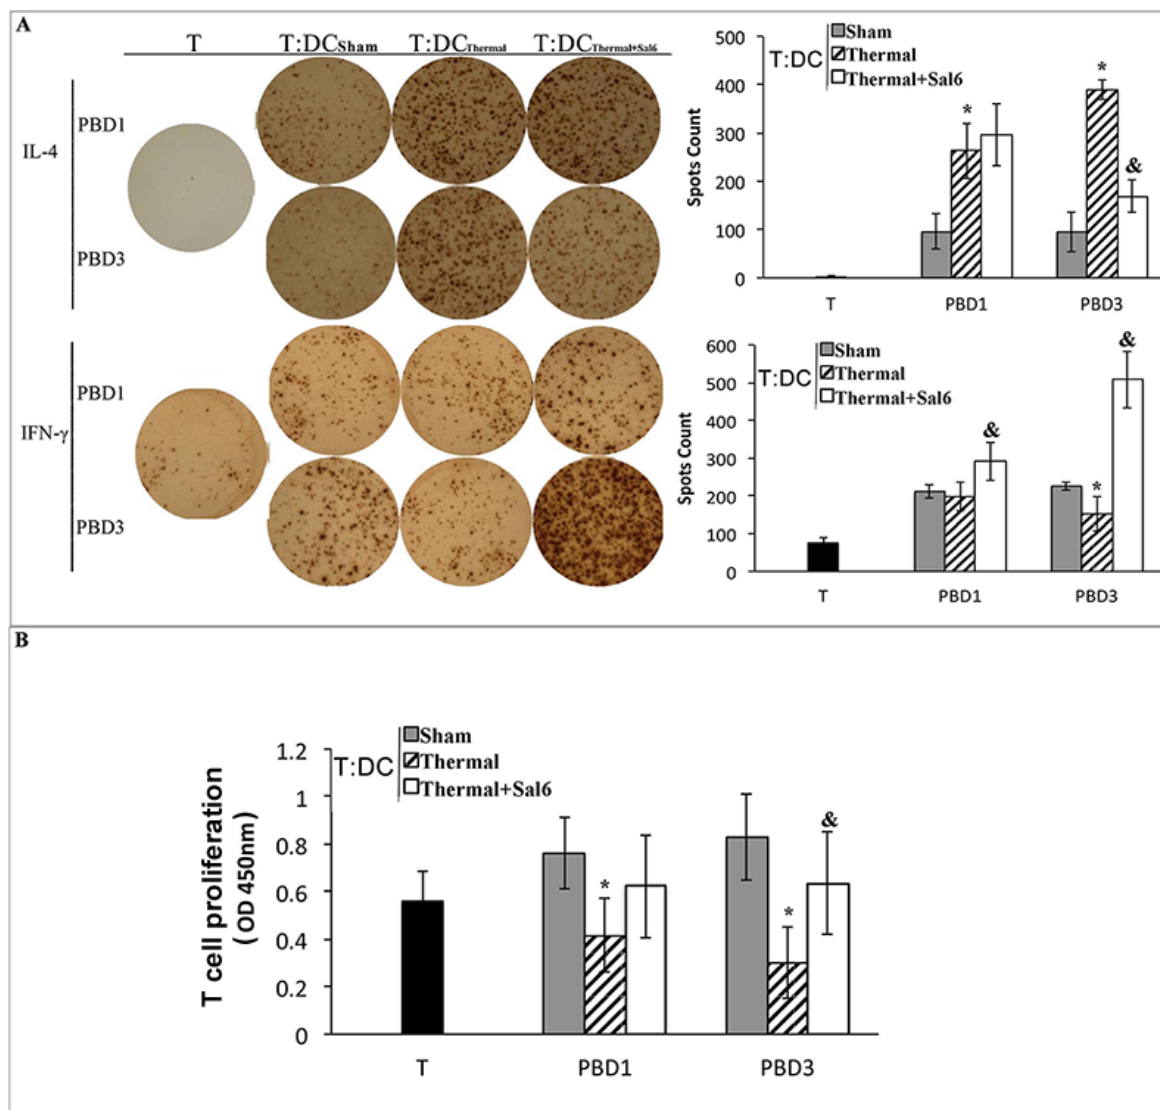 A
T T:DCSham T:DCThermal T:DCThermal+Sal6
IL-4
PBD1
PBD3
IFN-γ
PBD1
PBD3
Spots Count
500
400
300
200
100
0
T:DC
Sham
Thermal
Thermal+Sal6
*
*
&
T PBD1 PBD3
Spots Count
600
500
400
300
200
100
0
T:DC
Sham
Thermal
Thermal+Sal6
&
*
&
T PBD1 PBD3
B
T cell proliferation
( OD 450nm)
1.2
1
0.8
0.6
0.4
0.2
0
T:DC
Sham
Thermal
Thermal+Sal6
*
*
&
T PBD1 PBD3